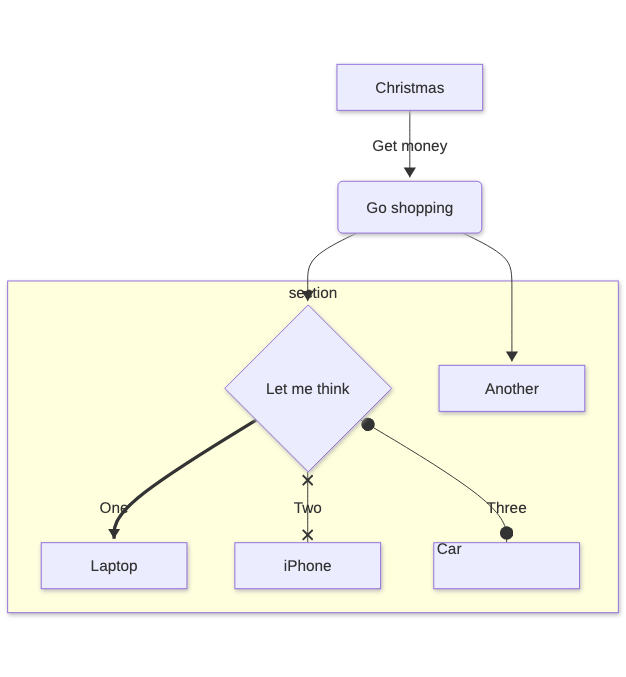 Christmas
Get money
Go shopping
section
Let me think
Another
One
Two
Three
Laptop
iPhone
Car